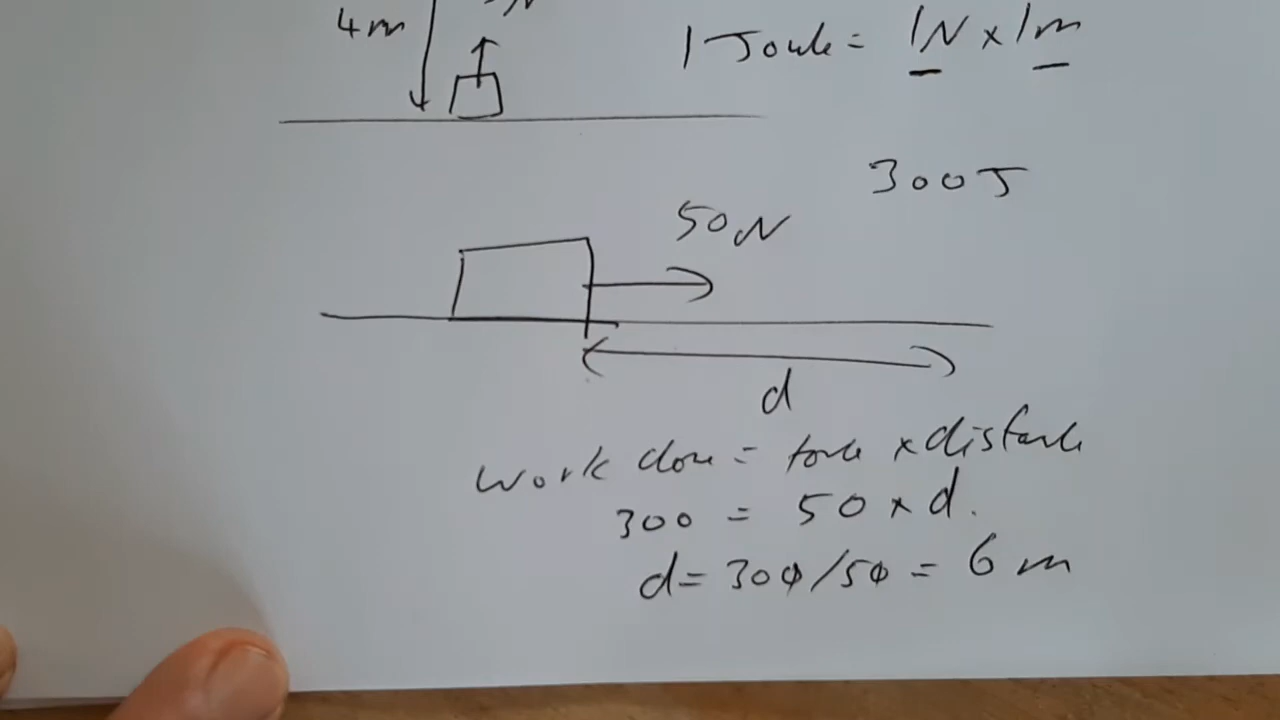 4m
1 Joule = 1N x 1m
300J
50N
d
Work done = force x distance
300 = 50 x d.
d = 300/50 = 6 m